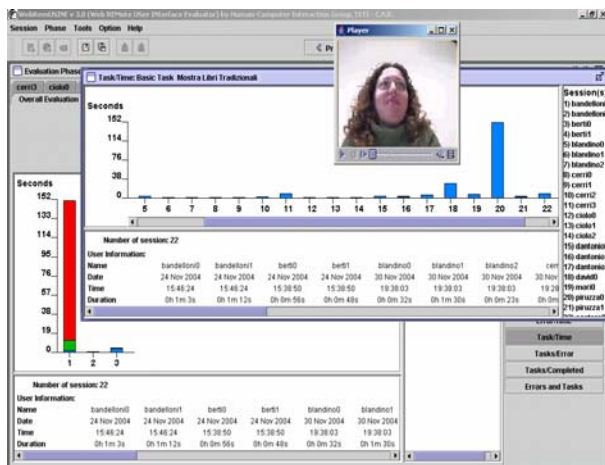 WebRemUSINE v 3.0 (Web REMote USer INterface Evaluator) by Human Computer Interaction Group, ISTI - C.N.R.
Session Phase Tools Option Help
Player
Evaluation Phase
cerri3 ciolo0
Overall Evaluation
Task/Time: Basic Task Mostra Libri Tradizionali
Seconds
152
114
76
38
0
5 6 7 8 9 10 11 12 13 14 15 16 17 18 19 20 21 22
Number of session: 22
User Information:
Name bandelloni0 bandelloni1 berti0 berti1 blandino0 blandino1 blandino2
Date 24 Nov 2004 24 Nov 2004 24 Nov 2004 24 Nov 2004 30 Nov 2004 30 Nov 2004 30 Nov 2004 30 Nov
Time 15:46:24 15:46:24 15:38:50 15:38:50 19:38:03 19:38:03 19:38:03
Duration 0h 1m 3s 0h 1m 12s 0h 0m 56s 0h 0m 48s 0h 0m 32s 0h 1m 30s 0h 0m 23s
Session(s)
1) bandelloni
2) bandelloni
3) berti0
4) berti1
5) blandino0
6) blandino1
7) blandino2
8) cerri0
9) cerri1
10) cerri2
11) cerri3
12) ciolo0
13) ciolo1
14) ciolo2
15) dantonio
16) dantonio
17) dantonio
18) david0
19) mori0
20) piruzza0
21) piruzza1
Seconds
152
133
114
95
76
57
38
19
0
1 2 3
Task/Time
Tasks/Error
Tasks/Completed
Errors and Tasks
Number of session: 22
User Information:
Name bandelloni0 bandelloni1 berti0 berti1 blandino0 blandino1
Date 24 Nov 2004 24 Nov 2004 24 Nov 2004 24 Nov 2004 30 Nov 2004 30 Nov 2004
Time 15:46:24 15:46:24 15:38:50 15:38:50 19:38:03 19:38:03
Duration 0h 1m 3s 0h 1m 12s 0h 0m 56s 0h 0m 48s 0h 0m 32s 0h 1m 30s